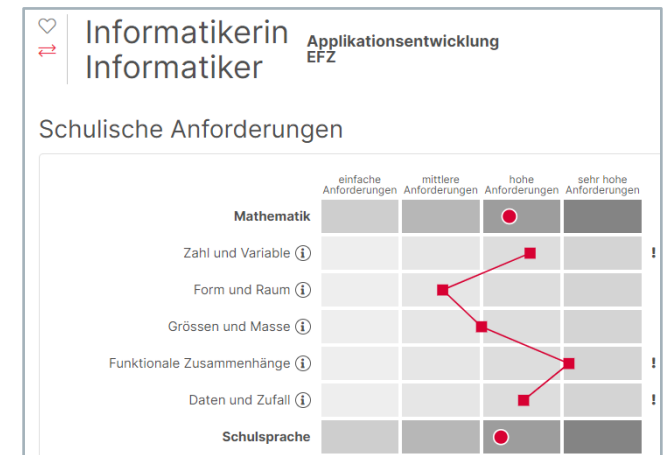 Informatikerin
Informatiker
Applikationsentwicklung
EFZ
Schulische Anforderungen
einfache
Anforderungen
mittlere
Anforderungen
hohe
Anforderungen
sehr hohe
Anforderungen
Mathematik
Zahl und Variable i
!
Form und Raum i
Grössen und Masse i
Funktionale Zusammenhänge i
!
Daten und Zufall i
!
Schulsprache